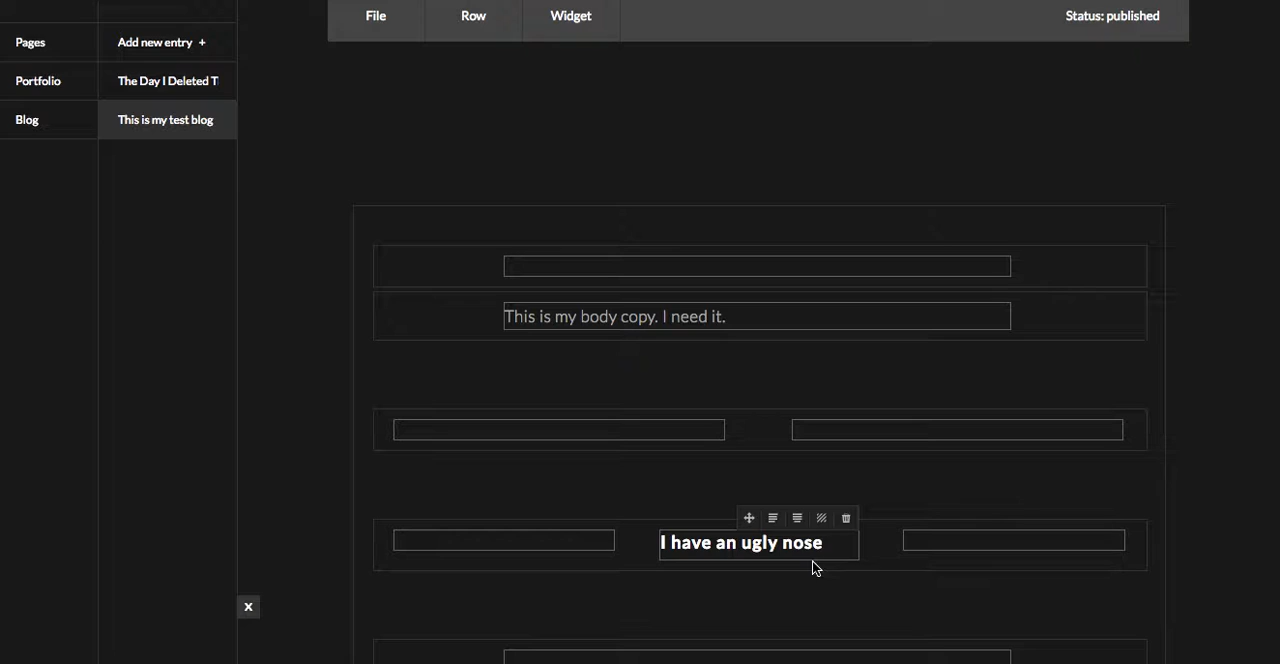 File Row Widget Status: published
Pages Add new entry +
Portfolio The Day I Deleted T
Blog This is my test blog
This is my body copy. I need it.
I have an ugly nose
x